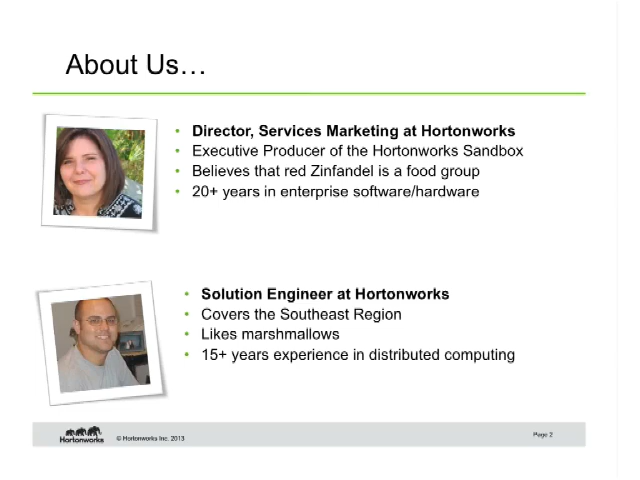 About Us…
• Director, Services Marketing at Hortonworks
• Executive Producer of the Hortonworks Sandbox
• Believes that red Zinfandel is a food group
• 20+ years in enterprise software/hardware
• Solution Engineer at Hortonworks
• Covers the Southeast Region
• Likes marshmallows
• 15+ years experience in distributed computing
Hortonworks
© Hortonworks Inc. 2013
Page 2